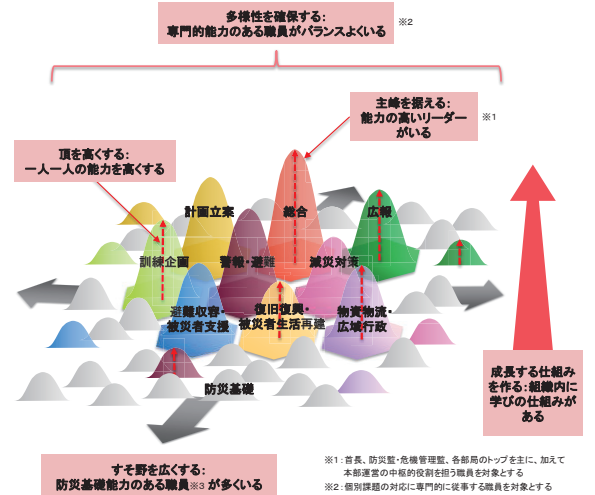 多様性を確保する：
専門的能力のある職員がバランスよくいる
※2
主峰を据える：
能力の高いリーダー
がいる
※1
頂を高くする：
一人一人の能力を高くする
計画立案
総合
広報
訓練企画
警報・避難
減災対策
避難収容・
被災者支援
復旧復興・
被災者生活再建
物資物流・
広域行政
防災基礎
成長する仕組み
を作る：組織内に
学びの仕組みが
ある
すそ野を広くする：
防災基礎能力のある職員※3 が多くいる
※1：首長、防災監・危機管理監、各部局のトップを主に、加えて
本部運営の中枢的役割を担う職員を対象とする
※2：個別課題の対応に専門的に従事する職員を対象とする